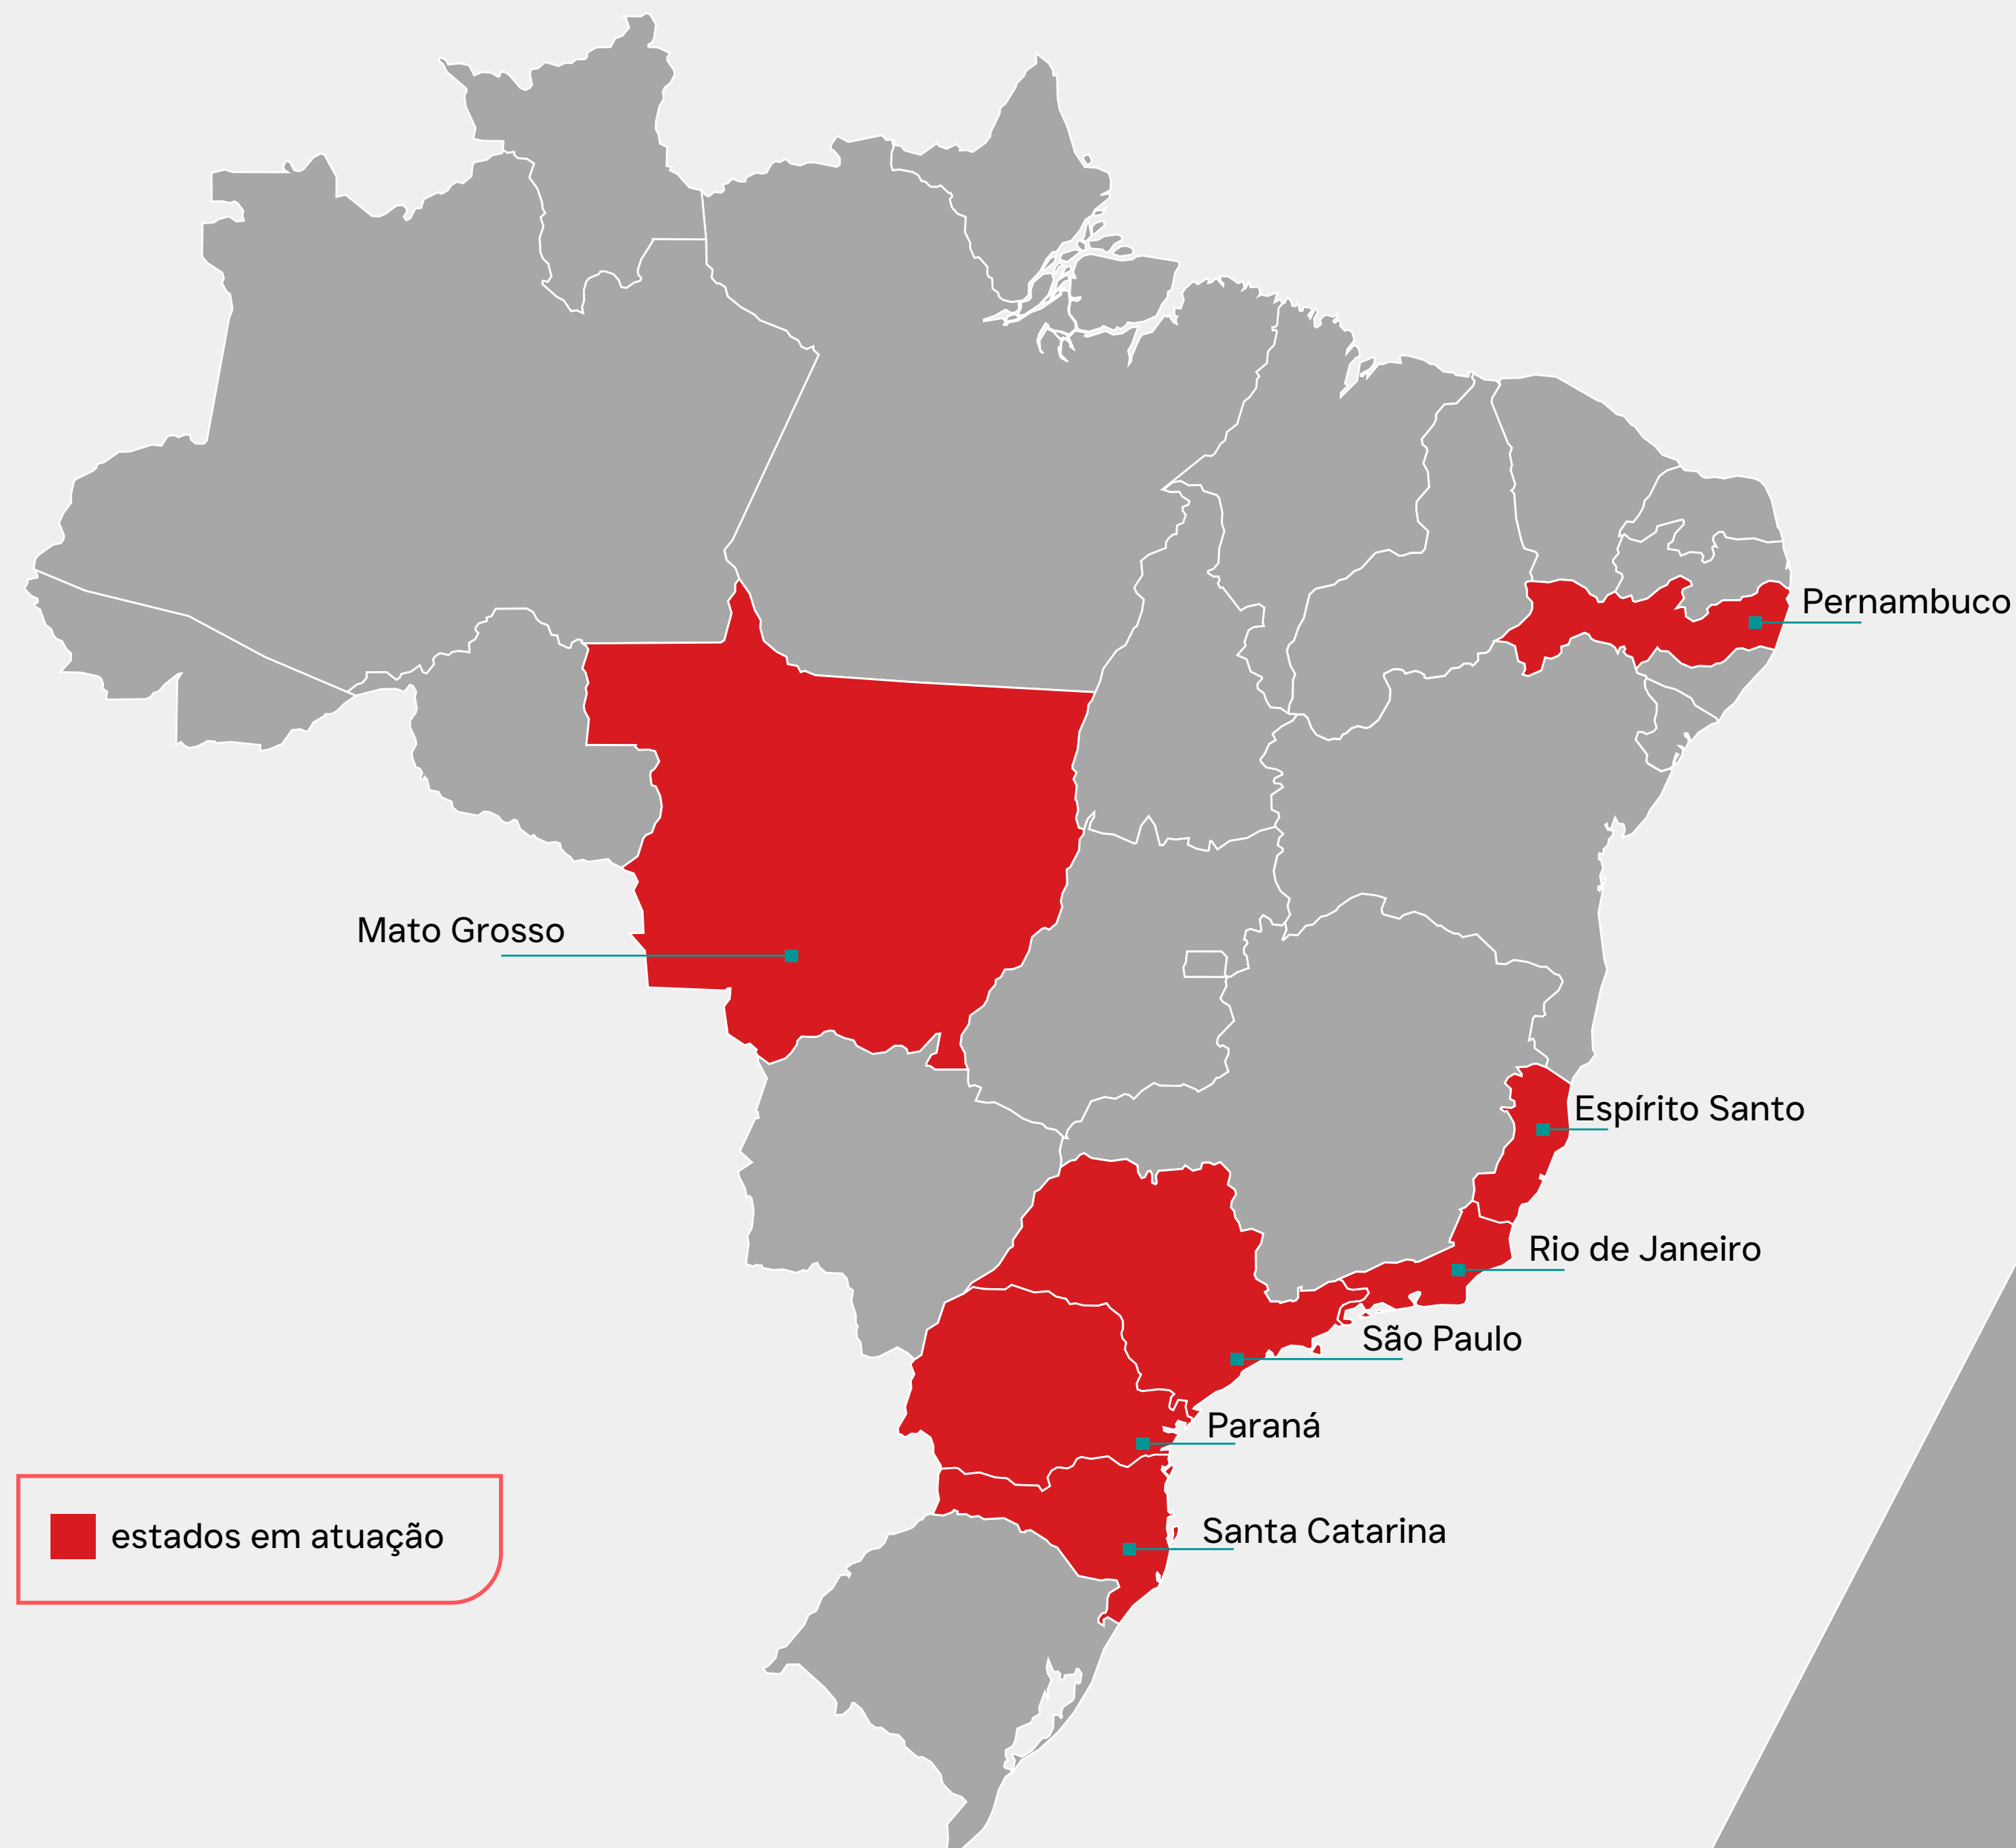 Pernambuco
Mato Grosso
Espírito Santo
Rio de Janeiro
São Paulo
Paraná
Santa Catarina
estados em atuação